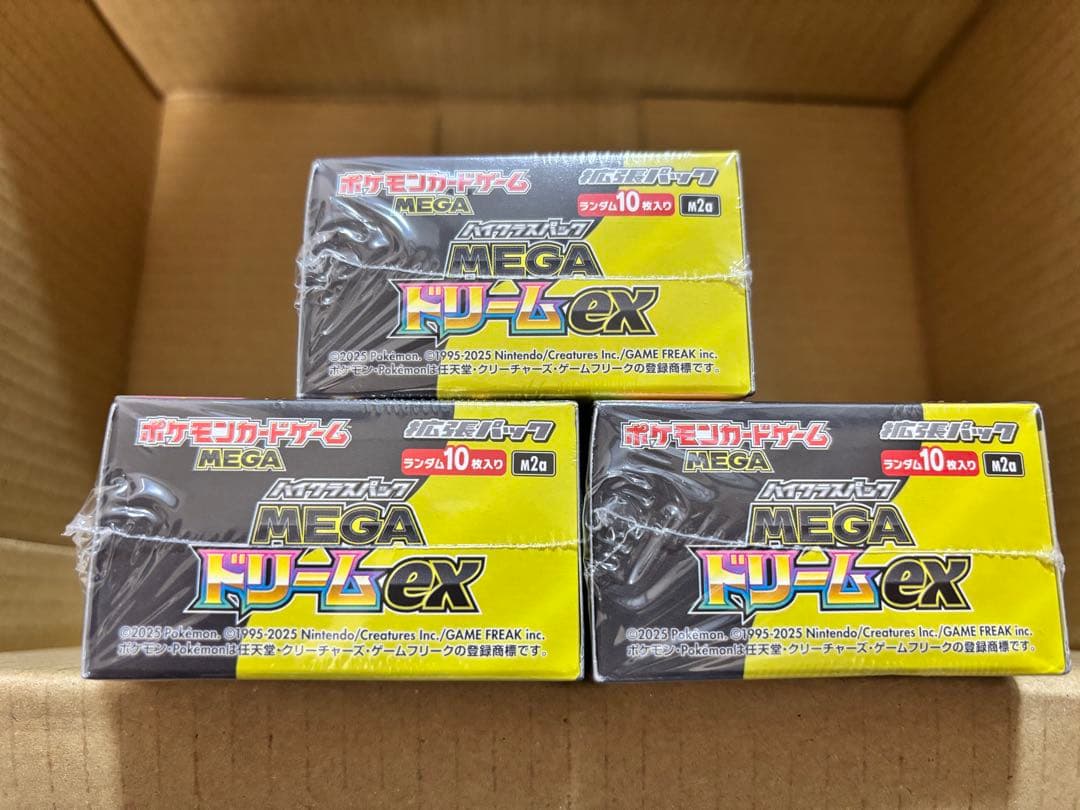 ポケモンカードゲーム 拡張パック
MEGA ランダム10枚入り M2a
ハイクラスパック
MEGA
ドリームex
©2025 Pokémon. ©1995-2025 Nintendo/Creatures Inc./GAME FREAK inc.
ポケモン・Pokémonは任天堂・クリーチャーズ・ゲームフリークの登録商標です。
ポケモンカードゲーム 拡張パック
MEGA ランダム10枚入り M2a
ハイクラスパック
MEGA
ドリームex
©2025 Pokémon. ©1995-2025 Nintendo/Creatures Inc./GAME FREAK inc.
ポケモン・Pokémonは任天堂・クリーチャーズ・ゲームフリークの登録商標です。
ポケモンカードゲーム 拡張パック
MEGA ランダム10枚入り M2a
ハイクラスパック
MEGA
ドリームex
©2025 Pokémon. ©1995-2025 Nintendo/Creatures Inc./GAME FREAK inc.
ポケモン・Pokémonは任天堂・クリーチャーズ・ゲームフリークの登録商標です。